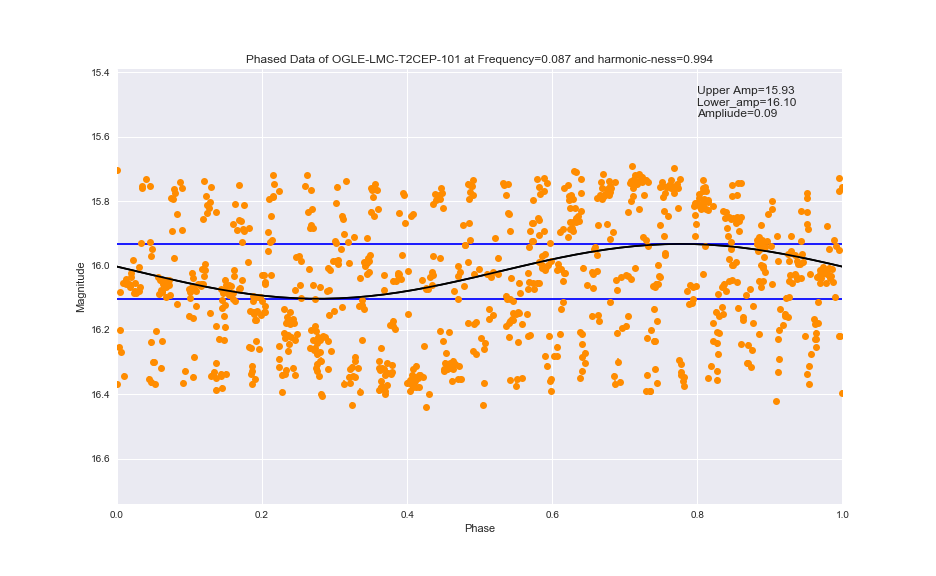 Phased Data of OGLE-LMC-T2CEP-101 at Frequency=0.087 and harmonic-ness=0.994
Upper Amp=15.93
Lower_amp=16.10
Ampliude=0.09
15.4
15.6
15.8
16.0
16.2
16.4
16.6
Magnitude
0.0 0.2 0.4 0.6 0.8 1.0
Phase